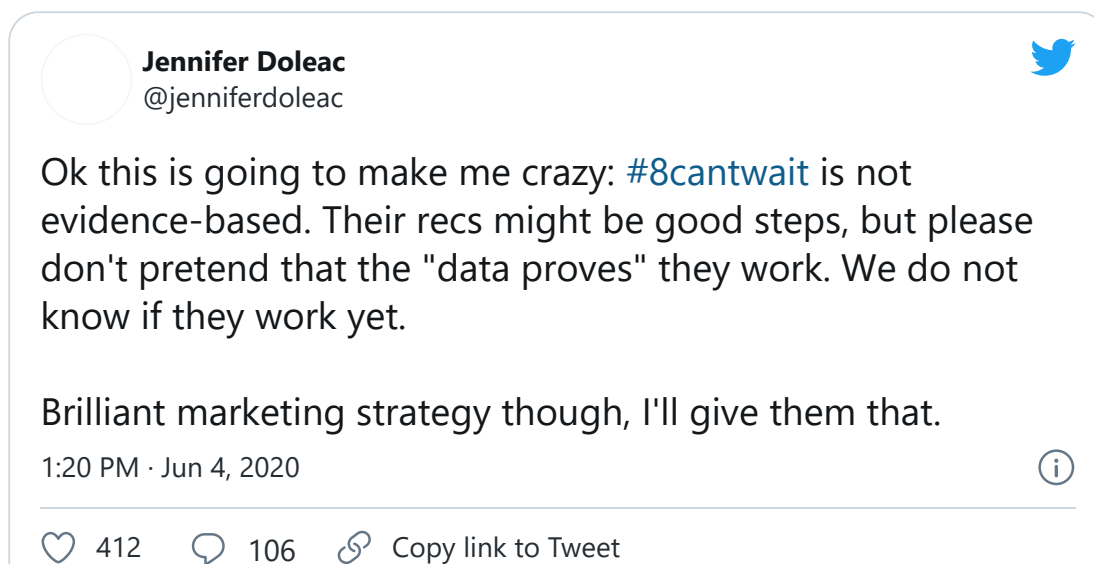 Jennifer Doleac
@jenniferdoleac
Ok this is going to make me crazy: #8cantwait is not
evidence-based. Their recs might be good steps, but please
don't pretend that the "data proves" they work. We do not
know if they work yet.
Brilliant marketing strategy though, I'll give them that.
1:20 PM · Jun 4, 2020
412 106 Copy link to Tweet